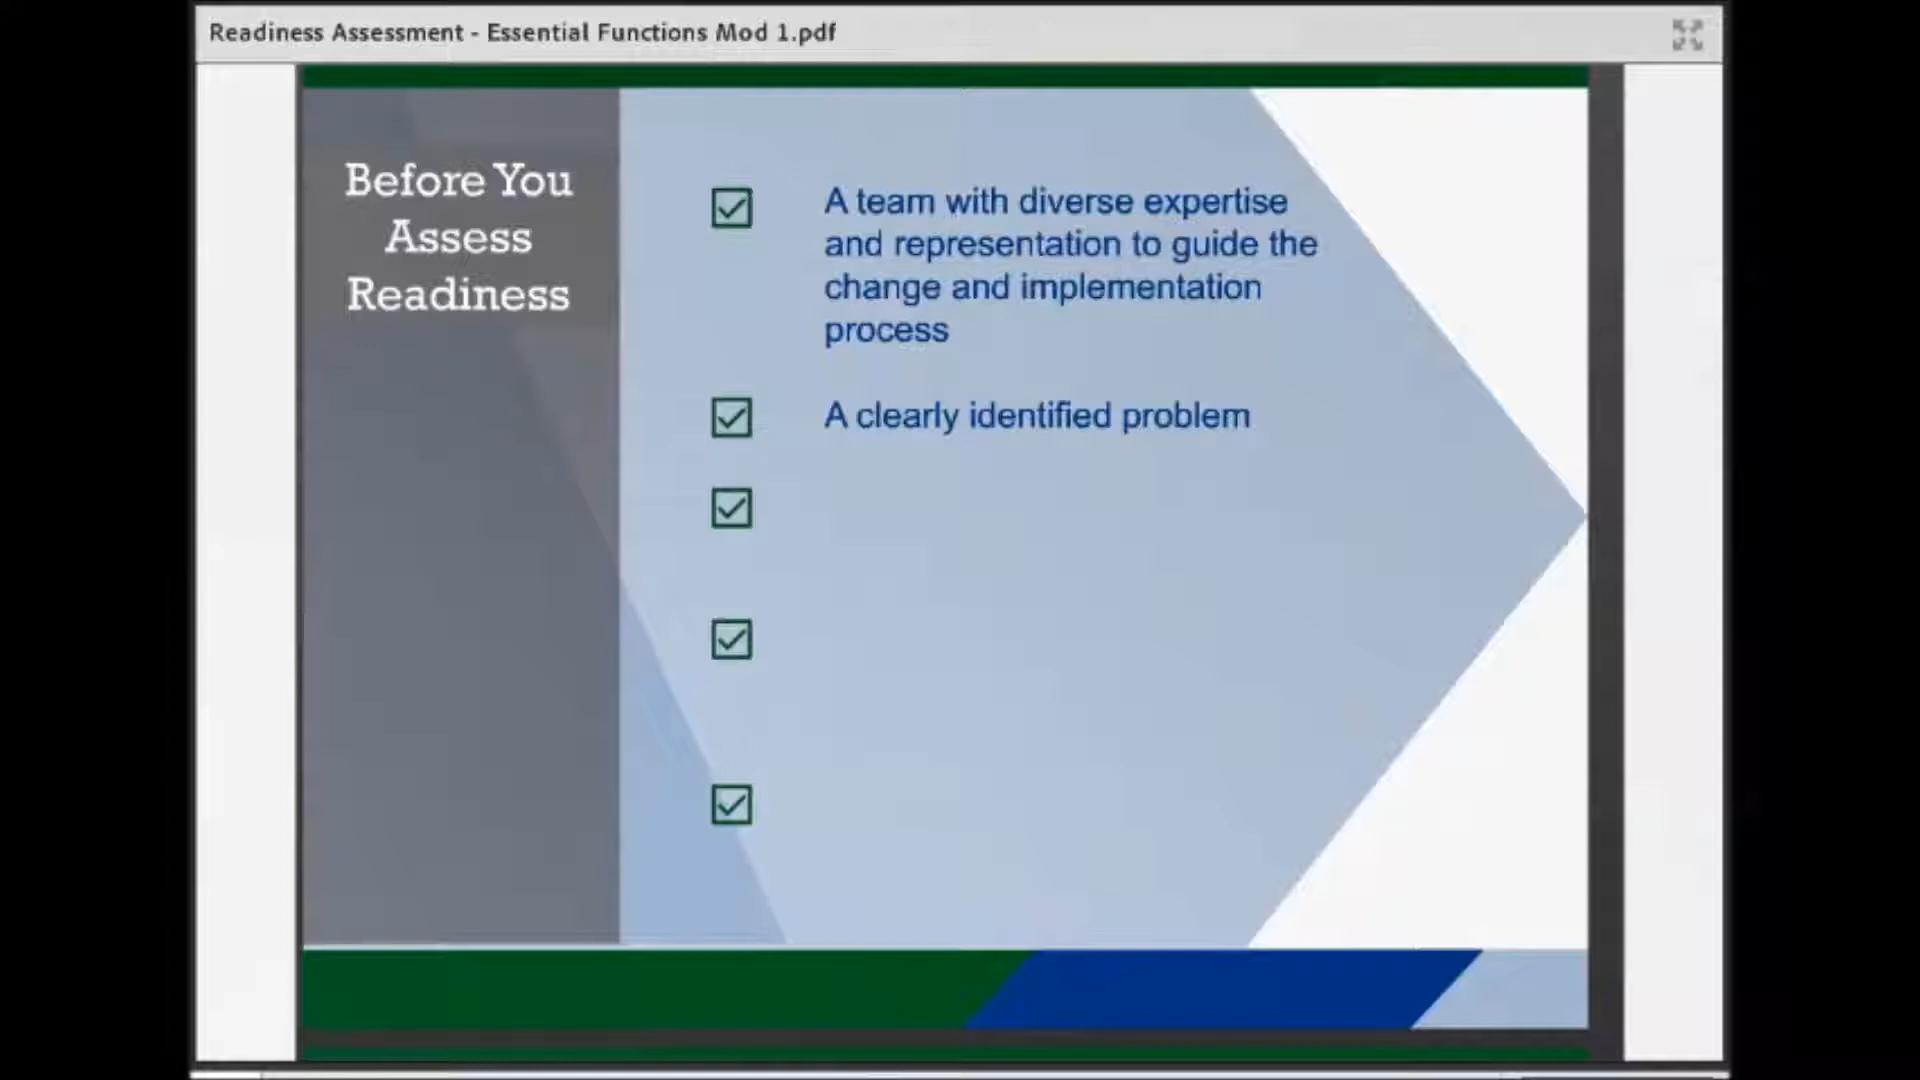 Readiness Assessment - Essential Functions Mod 1.pdf
Before You
Assess
Readiness
A team with diverse expertise
and representation to guide the
change and implementation
process
A clearly identified problem